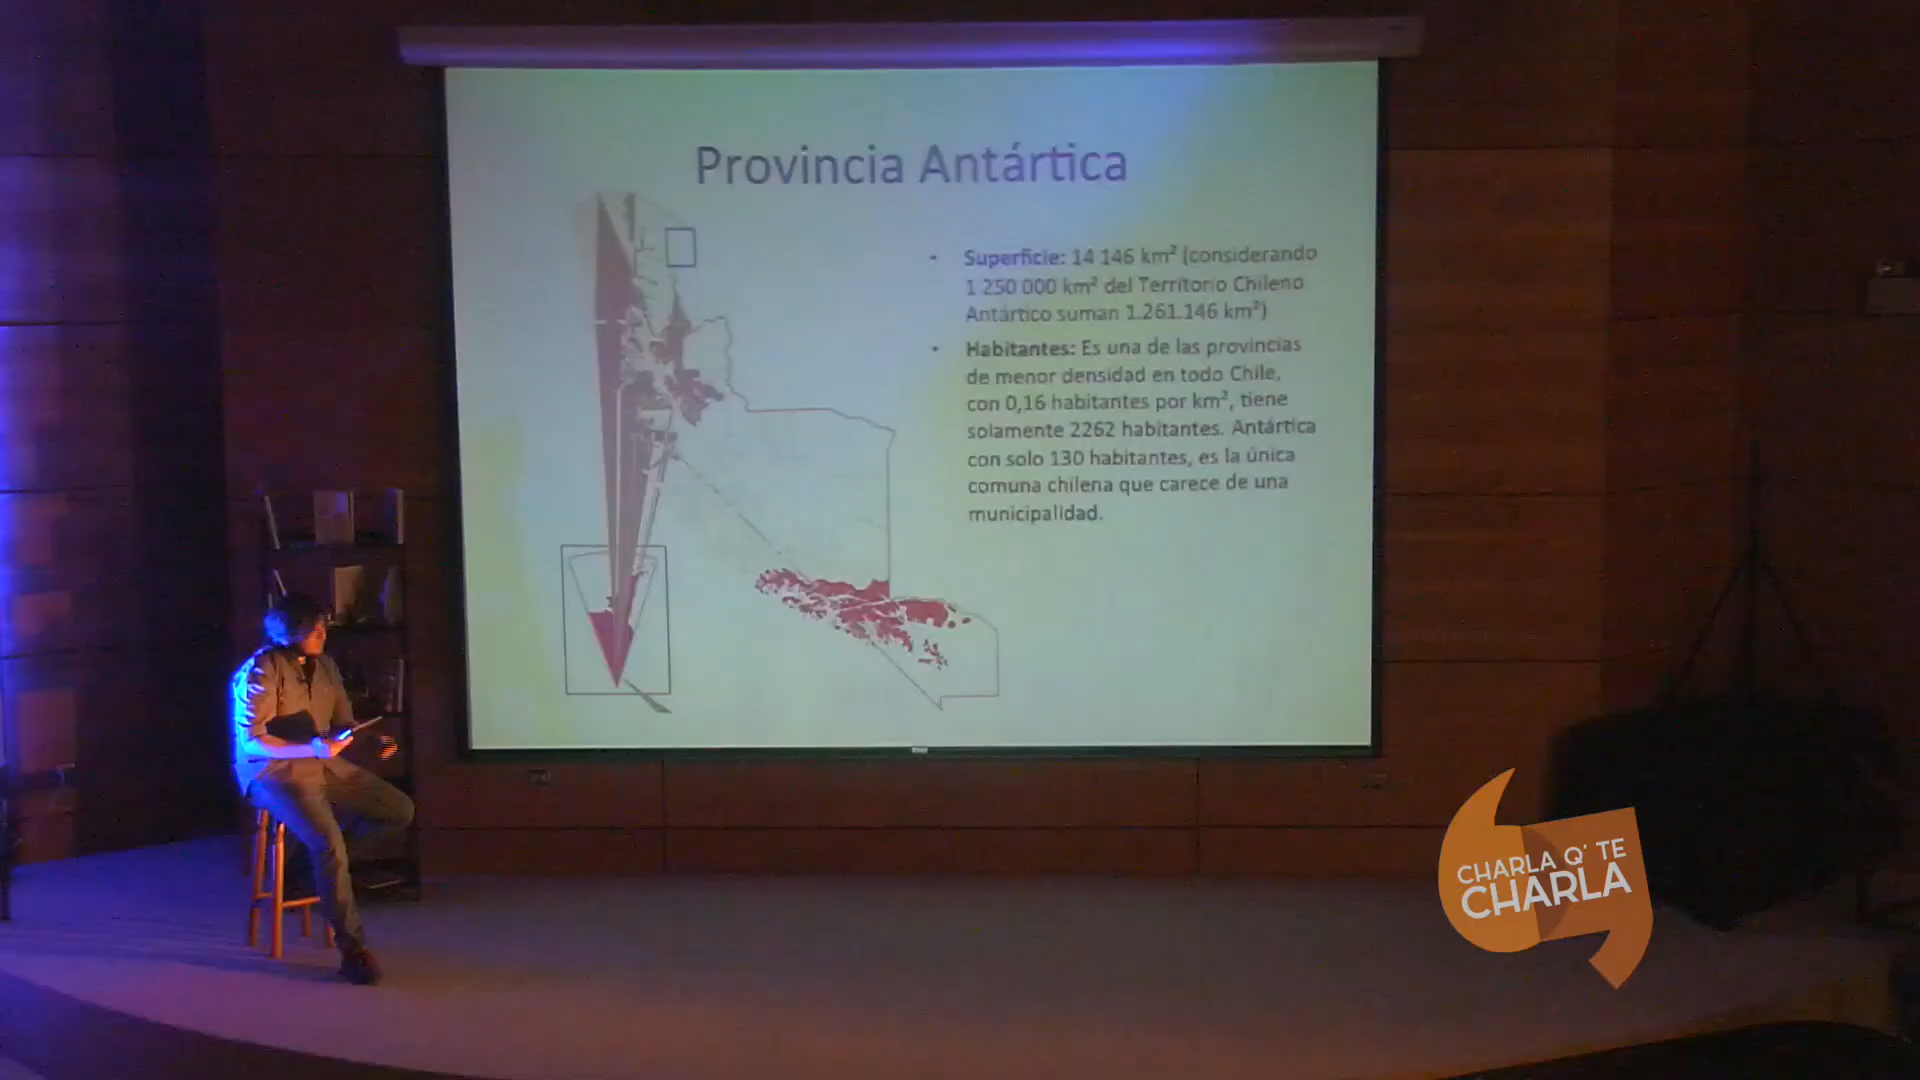 Provincia Antártica
• Superficie: 14 146 km² (considerando
1 250 000 km² del Territorio Chileno
Antártico suman 1.261.146 km²)
• Habitantes: Es una de las provincias
de menor densidad en todo Chile,
con 0,16 habitantes por km², tiene
solamente 2262 habitantes. Antártica
con solo 130 habitantes, es la única
comuna chilena que carece de una
municipalidad.
CHARLA Q' TE
CHARLA